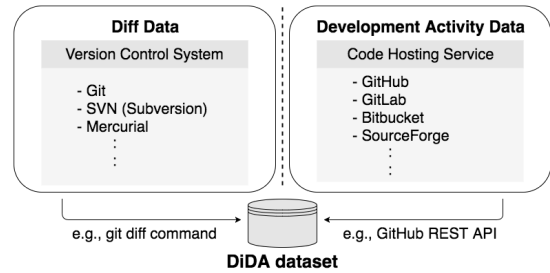 Diff Data
Version Control System
- Git
- SVN (Subversion)
- Mercurial
:
:
Development Activity Data
Code Hosting Service
- GitHub
- GitLab
- Bitbucket
- SourceForge
:
:
e.g., git diff command
e.g., GitHub REST API
DiDA dataset